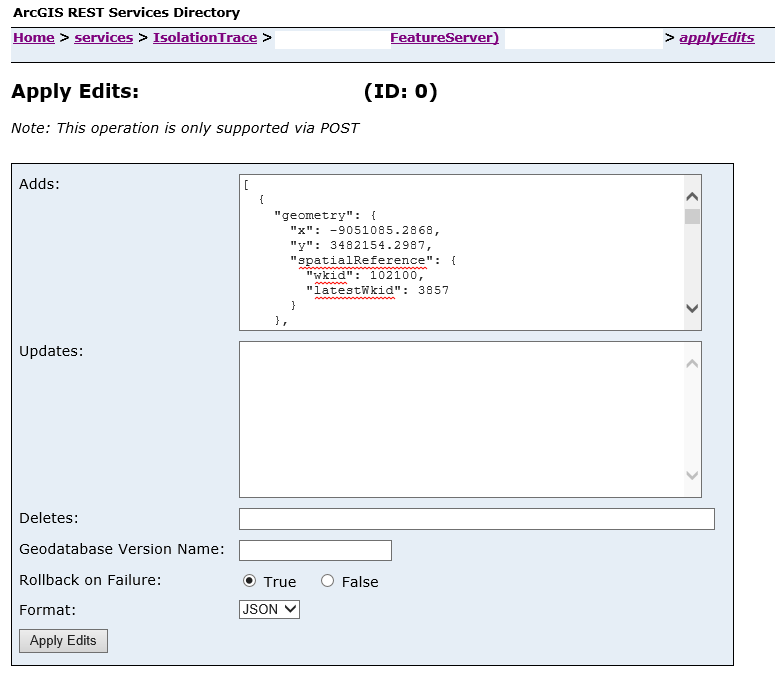 ArcGIS REST Services Directory
Home > services > IsolationTrace > FeatureServer) > applyEdits
Apply Edits: (ID: 0)
Note: This operation is only supported via POST
Adds:
[
{
"geometry": {
"x": -9051085.2868,
"y": 3482154.2987,
"spatialReference": {
"wkid": 102100,
"latestWkid": 3857
}
},
Updates:
Deletes:
Geodatabase Version Name:
Rollback on Failure: True False
Format: JSON
Apply Edits